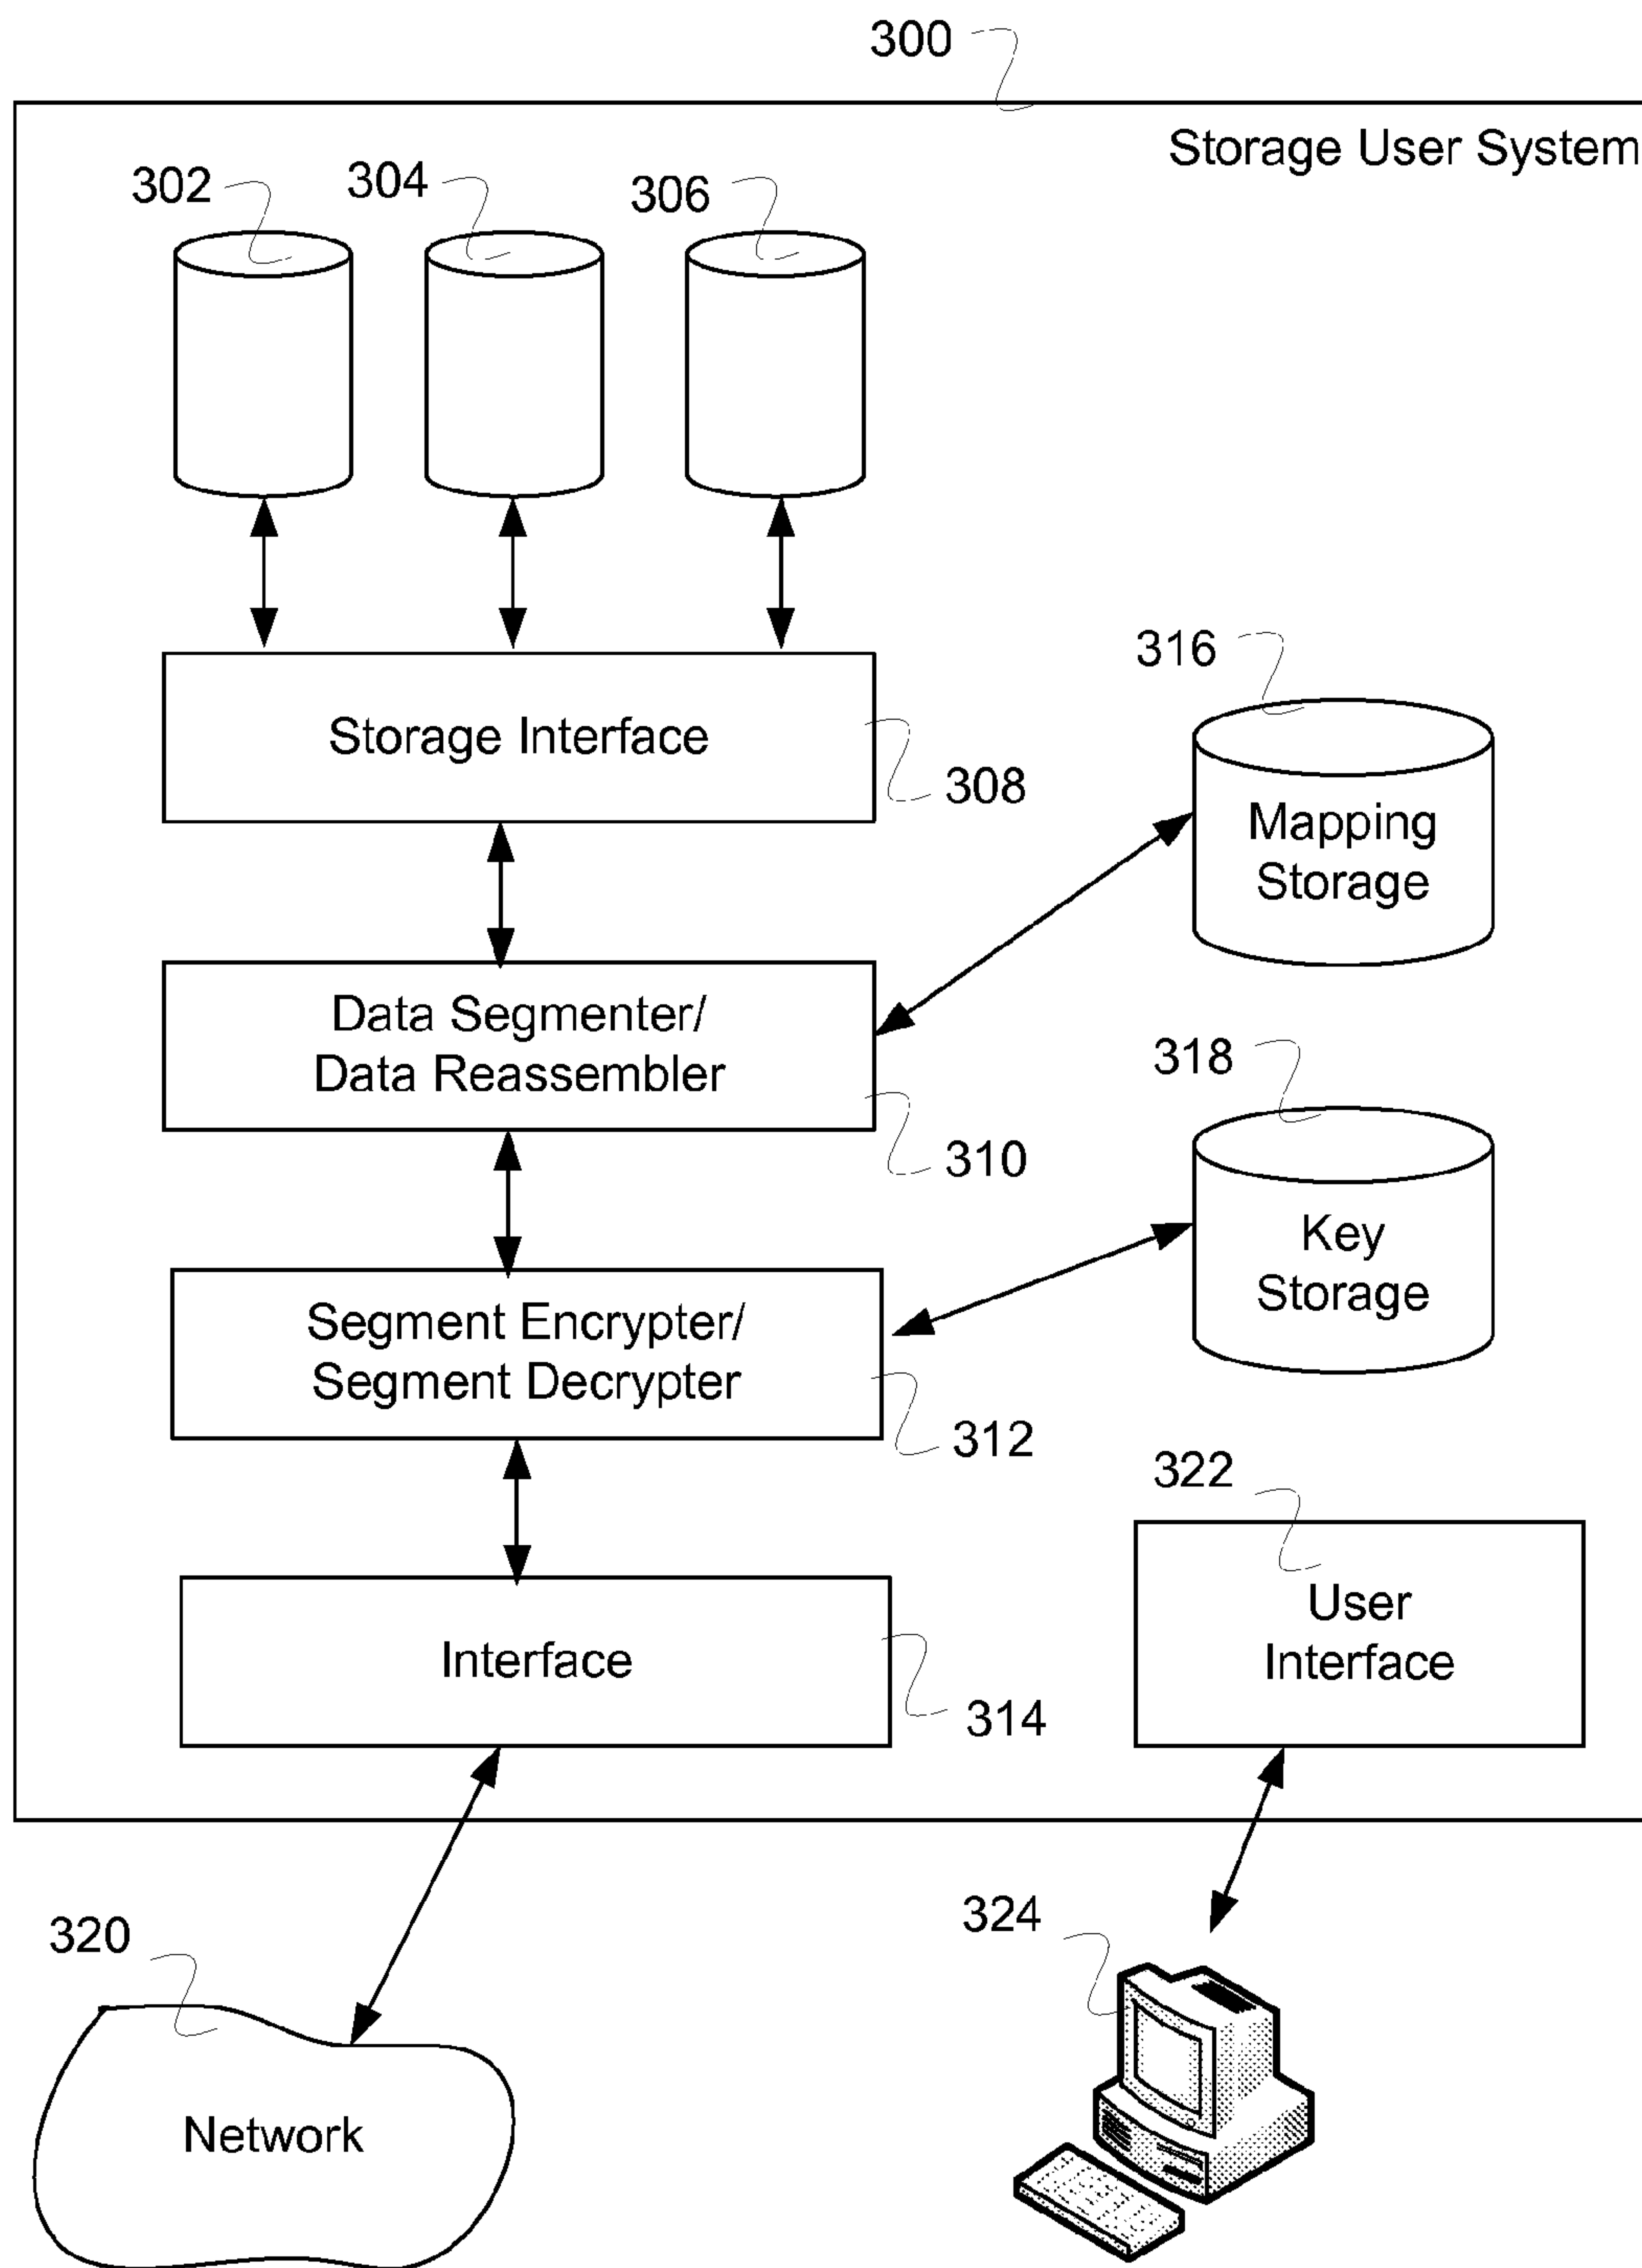 300
Storage User System
302
304
306
316
Storage Interface
308
Mapping
Storage
Data Segmenter/
Data Reassembler
318
310
Key
Storage
Segment Encrypter/
Segment Decrypter
312
322
User
Interface
Interface
314
324
320
Network